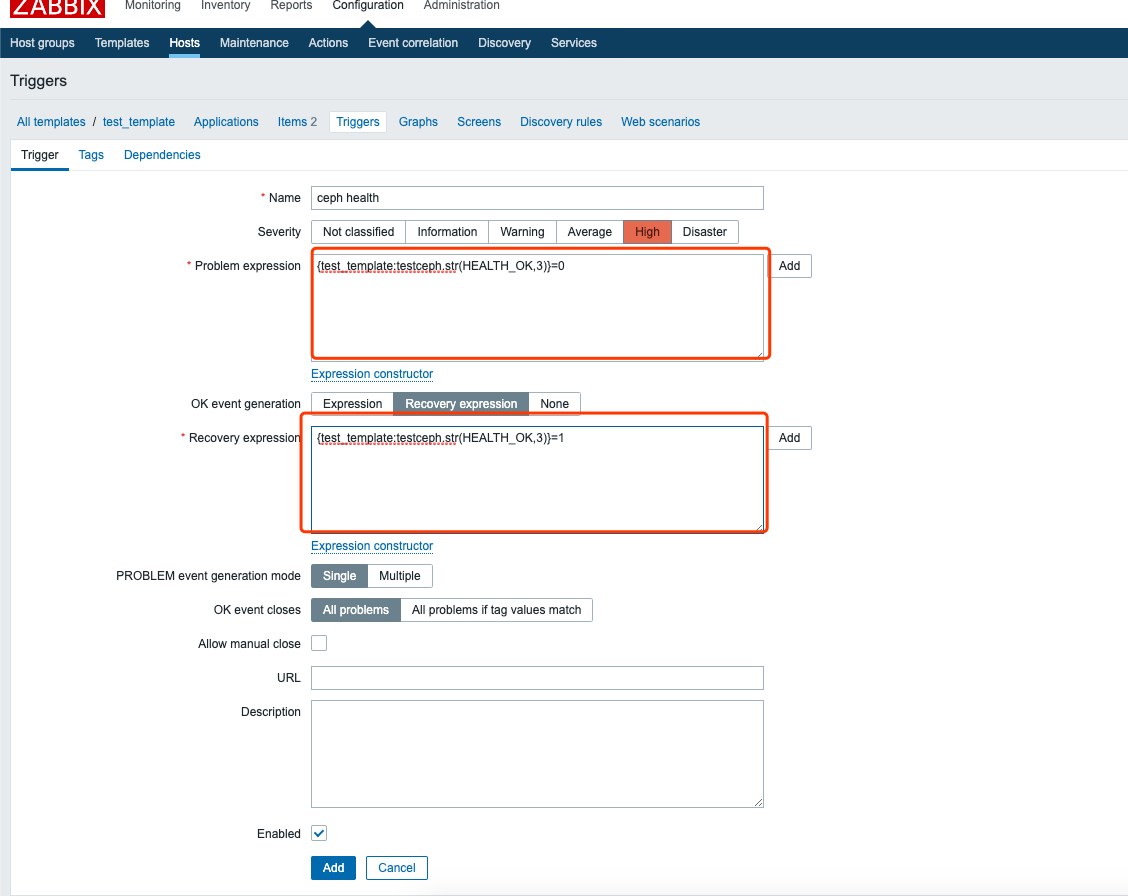 ZABBIX Monitoring Inventory Reports Configuration Administration
Host groups Templates Hosts Maintenance Actions Event correlation Discovery Services
Triggers
All templates / test_template Applications Items 2 Triggers Graphs Screens Discovery rules Web scenarios
Trigger Tags Dependencies
* Name ceph health
Severity Not classified Information Warning Average High Disaster
* Problem expression {test_template:testceph.str(HEALTH_OK,3)}=0 Add
Expression constructor
OK event generation Expression Recovery expression None
* Recovery expression {test_template:testceph.str(HEALTH_OK,3)}=1 Add
Expression constructor
PROBLEM event generation mode Single Multiple
OK event closes All problems All problems if tag values match
Allow manual close
URL
Description
Enabled
Add Cancel